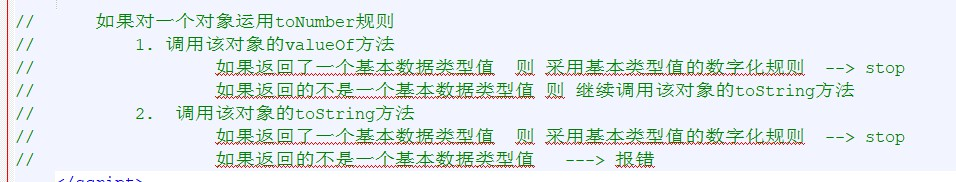 // 如果对一个对象运用toNumber规则
// 1. 调用该对象的valueOf方法
// 如果返回了一个基本数据类型值 则 采用基本类型值的数字化规则 --> stop
// 如果返回的不是一个基本数据类型值 则 继续调用该对象的toString方法
// 2. 调用该对象的toString方法
// 如果返回了一个基本数据类型值 则 采用基本类型值的数字化规则 --> stop
// 如果返回的不是一个基本数据类型值 ---> 报错
</script>